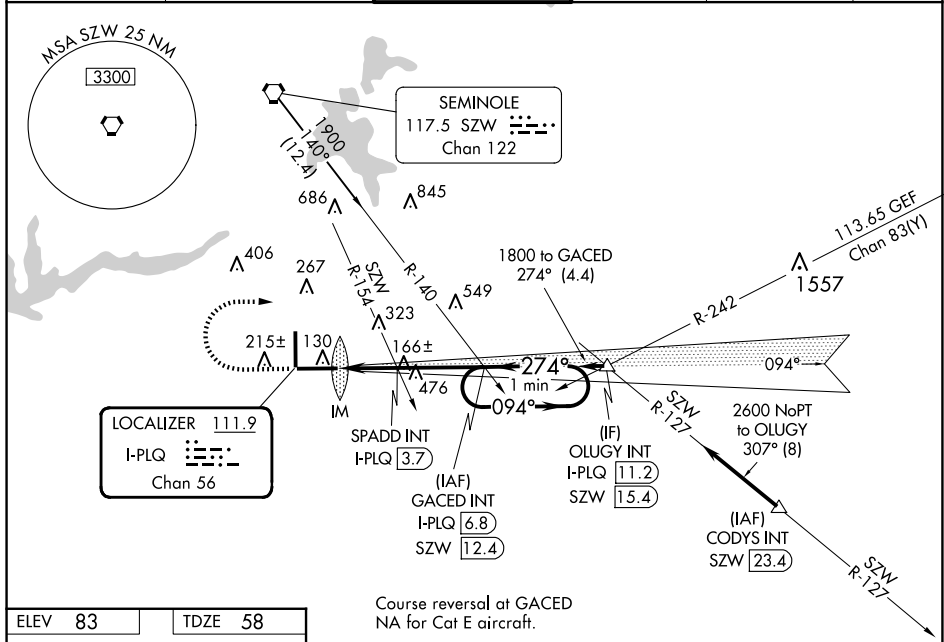 MSA SZW 25 NM
3300
SEMINOLE
117.5 SZW
Chan 122
1900
140°
(12.4)
686
845
113.65 GEF
Chan 83(Y)
406
267
SZW
R-154
R-140
1800 to GACED
274° (4.4)
1557
549
R-242
323
215±
130
166±
476
274°
1 min
094°
094°
IM
LOCALIZER 111.9
I-PLQ
Chan 56
SPADD INT
I-PLQ 3.7
(IAF)
GACED INT
I-PLQ 6.8
SZW 12.4
(IF)
OLUGY INT
I-PLQ 11.2
SZW 15.4
SZW
R-127
2600 NoPT
to OLUGY
307° (8)
(IAF)
CODYS INT
SZW 23.4
SZW
R-127
Course reversal at GACED
NA for Cat E aircraft.
ELEV 83
TDZE 58